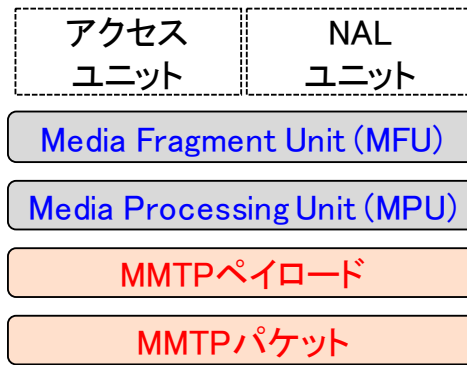 アクセス
ユニット
NAL
ユニット
Media Fragment Unit (MFU)
Media Processing Unit (MPU)
MMTPペイロード
MMTPパケット